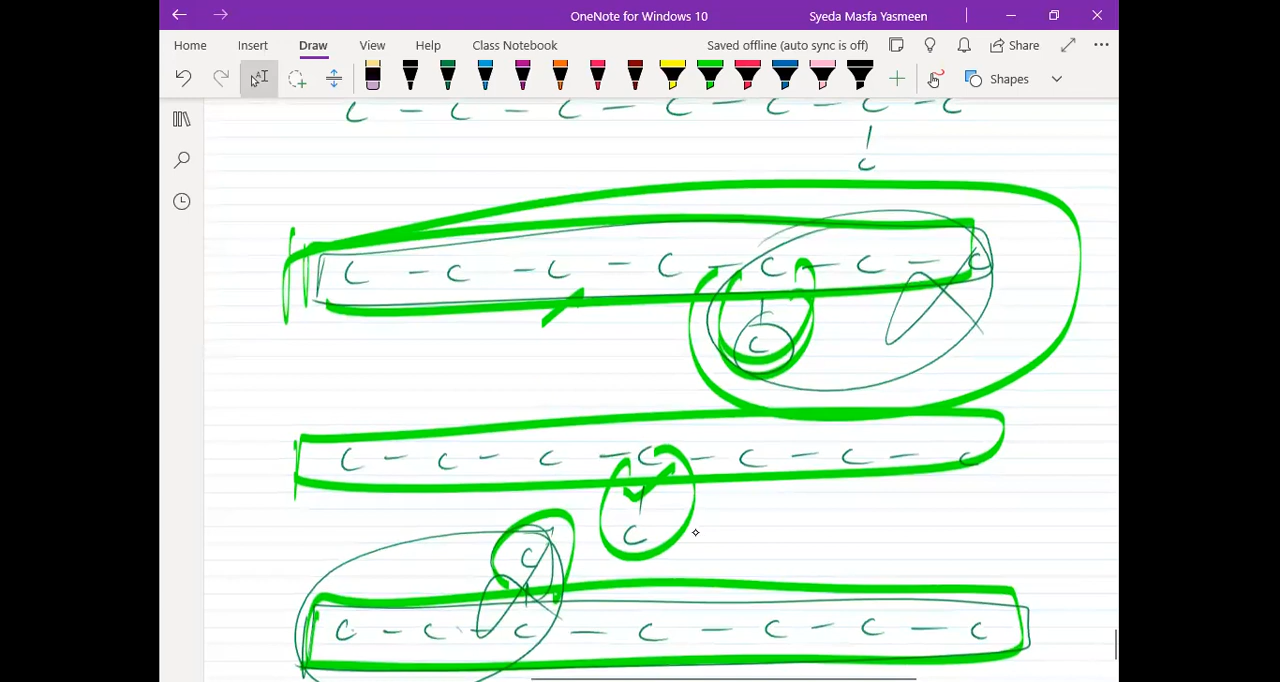 OneNote for Windows 10
Syeda Masfa Yasmeen
Home Insert Draw View Help Class Notebook
Saved offline (auto sync is off)
Share
Shapes
C - C - C - C - C - C - C
|
C
C - C - C - C - C - C - C
|
C
C - C - C - C - C - C - C
|
C
C
|
C - C - C - C - C - C - C